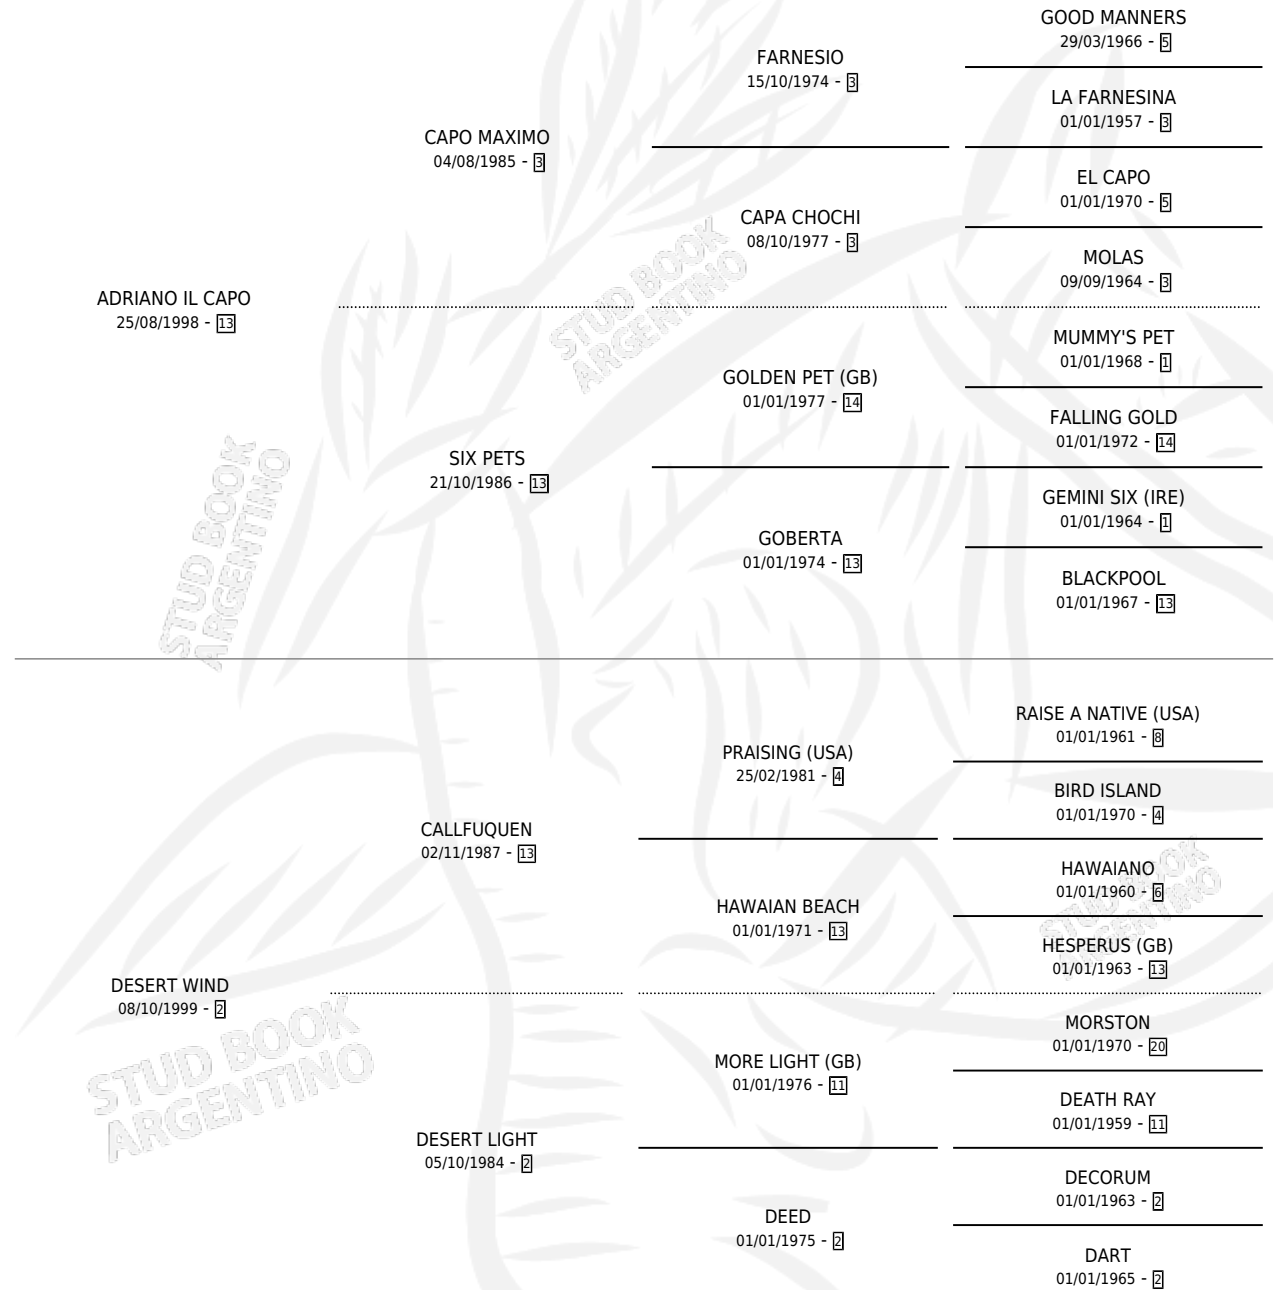 GOOD MANNERS
29/03/1966 - 5
FARNESIO
15/10/1974 - 3
LA FARNESINA
01/01/1957 - 3
CAPO MAXIMO
04/08/1985 - 3
EL CAPO
01/01/1970 - 5
CAPA CHOCHI
08/10/1977 - 3
MOLAS
09/09/1964 - 3
ADRIANO IL CAPO
25/08/1998 - 13
MUMMY'S PET
01/01/1968 - 1
GOLDEN PET (GB)
01/01/1977 - 14
FALLING GOLD
01/01/1972 - 14
SIX PETS
21/10/1986 - 13
GEMINI SIX (IRE)
01/01/1964 - 1
GOBERTA
01/01/1974 - 13
BLACKPOOL
01/01/1967 - 13
RAISE A NATIVE (USA)
01/01/1961 - 8
PRAISING (USA)
25/02/1981 - 4
BIRD ISLAND
01/01/1970 - 4
CALLFUQUEN
02/11/1987 - 13
HAWAIANO
01/01/1960 - 6
HAWAIAN BEACH
01/01/1971 - 13
HESPERUS (GB)
01/01/1963 - 13
DESERT WIND
08/10/1999 - 2
MORSTON
01/01/1970 - 20
MORE LIGHT (GB)
01/01/1976 - 11
DEATH RAY
01/01/1959 - 11
DESERT LIGHT
05/10/1984 - 2
DECORUM
01/01/1963 - 2
DEED
01/01/1975 - 2
DART
01/01/1965 - 2
STUD BOOK
ARGENTINO
STUD BOOK
ARGENTINO
STUD BOOK
ARGENTINO
STUD BOOK
ARGENTINO